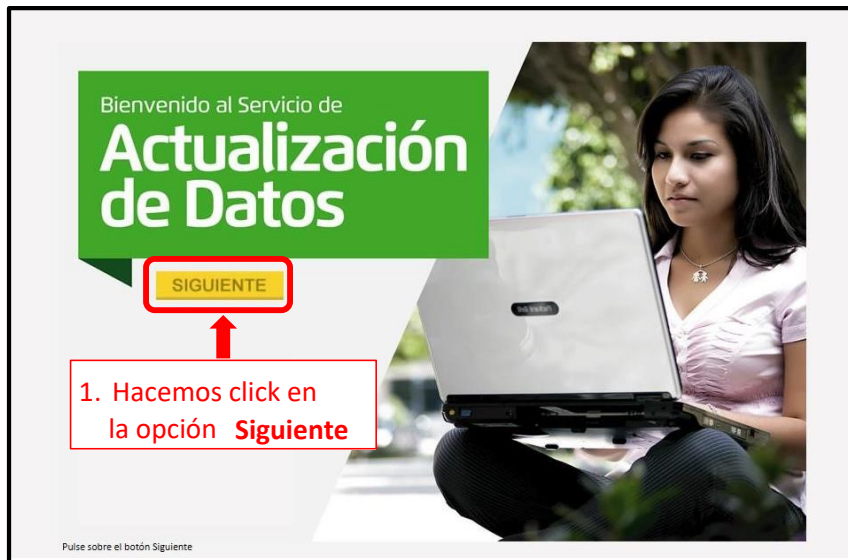 Bienvenido al Servicio de
Actualización
de Datos
SIGUIENTE
1. Hacemos click en
la opción Siguiente
Pulse sobre el botón Siguiente